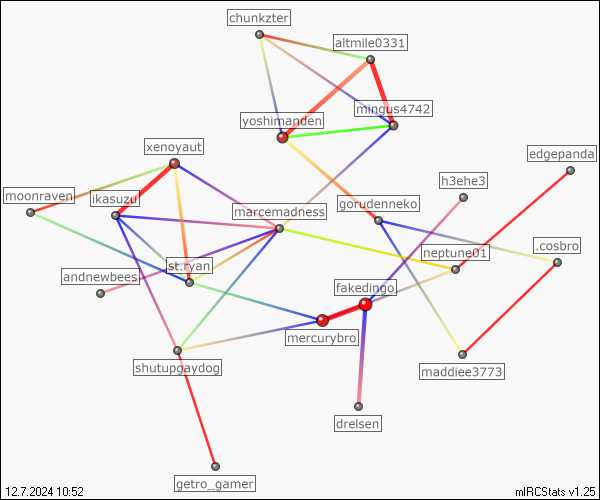 chunkzter
altmile0331
mingus4742
yoshimanden
xenoyaut
edgepanda
h3ehe3
moonraven
ikasuzu
marcemadness
gorudenneko
neptune01
.cosbro
st.ryan
andnewbees
fakedingo
mercurybro
shutupgaydog
maddiee3773
drelsen
getro_gamer
12.7.2024 10:52
mIRCStats v1.25